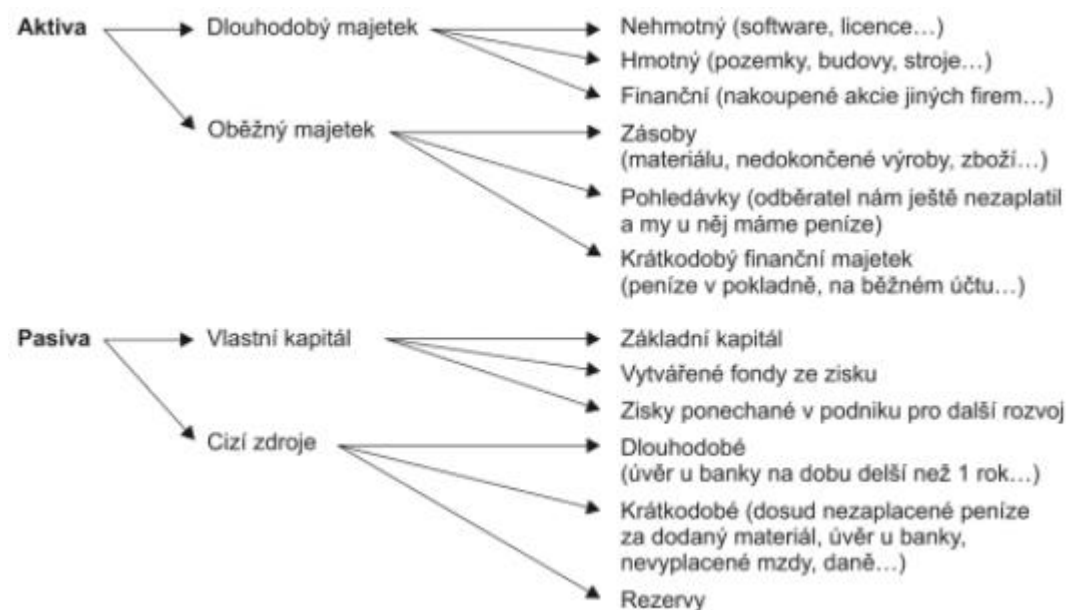 Aktiva
Dlouhodobý majetek
Nehmotný (software, licence…)
Hmotný (pozemky, budovy, stroje…)
Finanční (nakoupené akcie jiných firem…)
Oběžný majetek
Zásoby
(materiálu, nedokončené výroby, zboží…)
Pohledávky (odběratel nám ještě nezaplatil
a my u něj máme peníze)
Krátkodobý finanční majetek
(peníze v pokladně, na běžném účtu…)
Pasiva
Vlastní kapitál
Základní kapitál
Vytvářené fondy ze zisku
Zisky ponechané v podniku pro další rozvoj
Cizí zdroje
Dlouhodobé
(úvěr u banky na dobu delší než 1 rok…)
Krátkodobé (dosud nezaplacené peníze
za dodaný materiál, úvěr u banky,
nevyplacené mzdy, daně…)
Rezervy